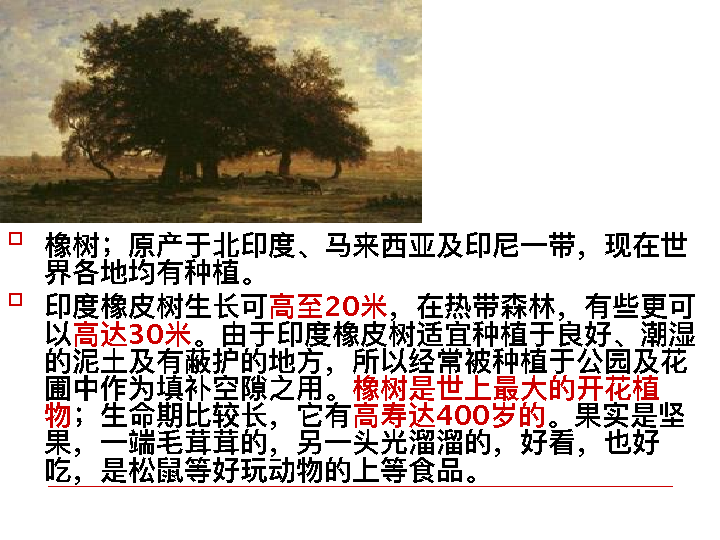 橡树；原产于北印度、马来西亚及印尼一带，现在世
界各地均有种植。
印度橡皮树生长可高至20米，在热带森林，有些更可
以高达30米。由于印度橡皮树适宜种植于良好、潮湿
的泥土及有蔽护的地方，所以经常被种植于公园及花
圃中作为填补空隙之用。橡树是世上最大的开花植
物；生命期比较长，它有高寿达400岁的。果实是坚
果，一端毛茸茸的，另一头光溜溜的，好看，也好
吃，是松鼠等好玩动物的上等食品。